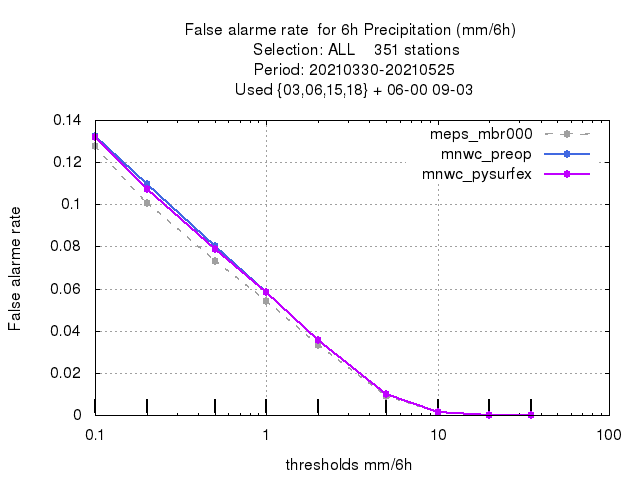 False alarme rate  for 6h Precipitation (mm/6h)
Selection: ALL    351 stations
Period: 20210330-20210525
Used {03,06,15,18} + 06-00 09-03
meps_mbr000
mnwc_preop
mnwc_pysurfex
0.14
0.12
0.1
0.08
0.06
0.04
0.02
0
False alarme rate
0.1 1 10 100
thresholds mm/6h